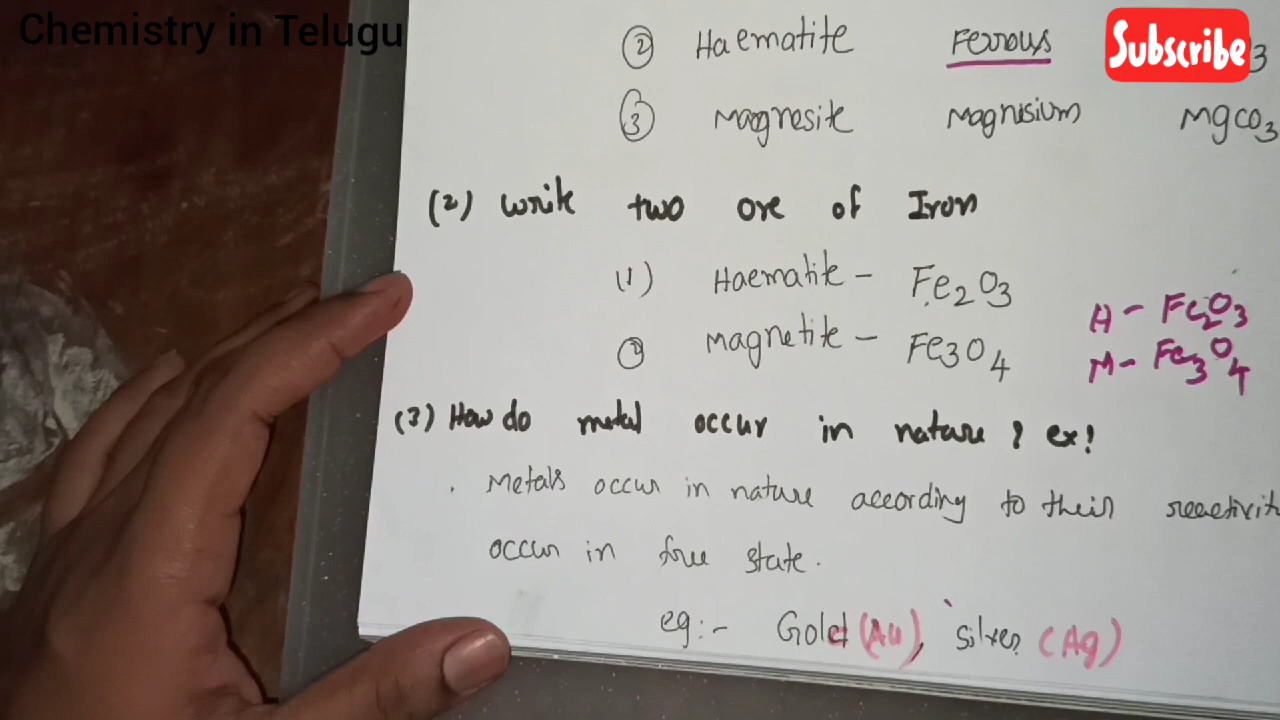 Chemistry in Telugu
② Haematite Ferrous 3
Subscribe
③ Magnesite Magnisium MgCO3
(2) Write two ore of Iron
(1) Haematite - Fe2O3
② Magnetite - Fe3O4
H - Fe2O3
M - Fe3O4
(3) How do metal occur in nature ? ex!
. Metals occur in nature according to their reactivit
occur in free state.
eg:- Gold (Au), Silver (Ag)